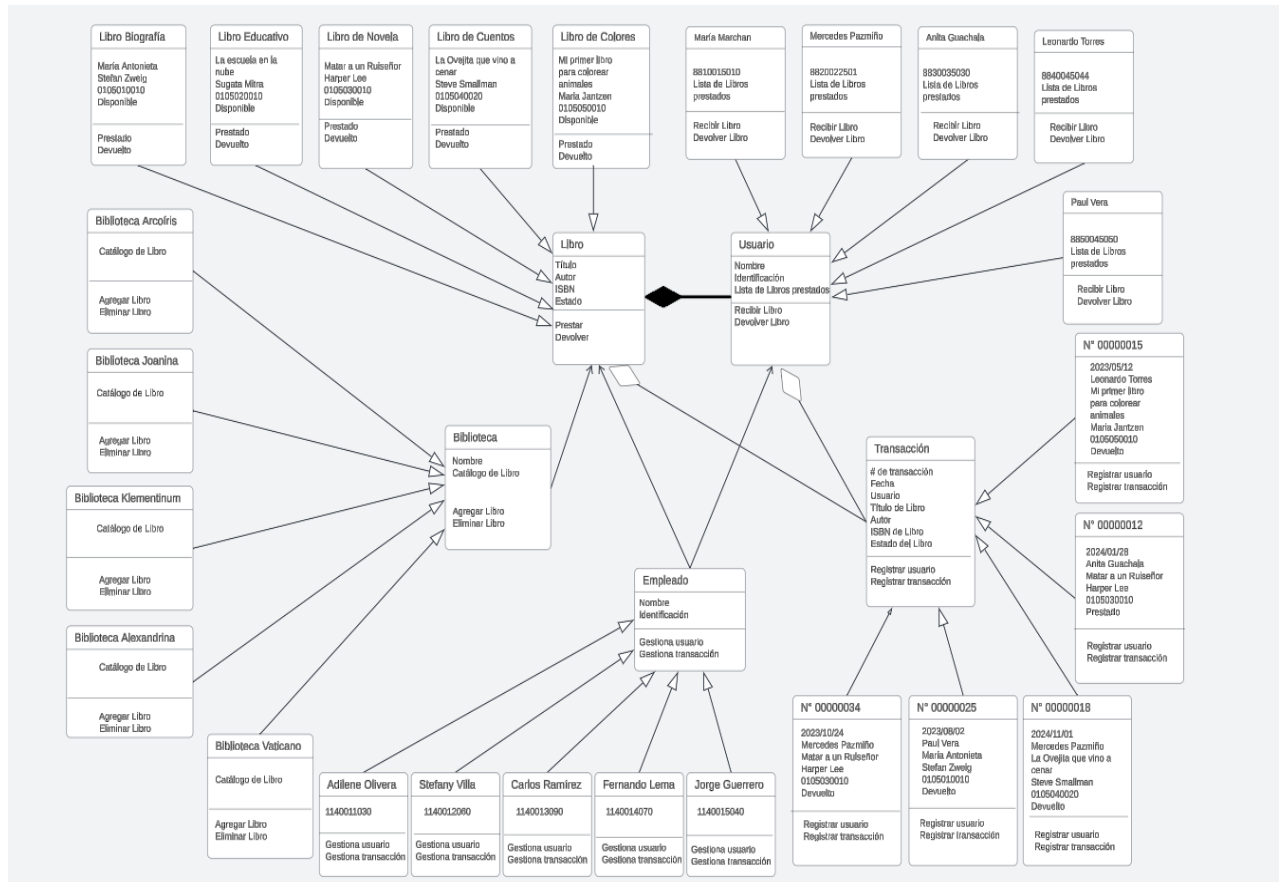 Libro Biografía
María Antonieta
Stefan Zweig
0105010010
Disponible
Prestado
Devuelto
Libro Educativo
La escuela en la
nube
Sugata Mitra
0105020010
Disponible
Prestado
Devuelto
Libro de Novela
Matar a un Ruiseñor
Harper Lee
0105030010
Disponible
Prestado
Devuelto
Libro de Cuentos
La Ovejita que vino a
cenar
Steve Smallman
0105040020
Disponible
Prestado
Devuelto
Libro de Colores
Mi primer libro
para colorear
animales
Maria Jantzen
0105050010
Disponible
Prestado
Devuelto
María Marchan
8810015010
Lista de Libros
prestados
Recibir Libro
Devolver Libro
Mercedes Pazmiño
8820022501
Lista de Libros
prestados
Recibir Libro
Devolver Libro
Anita Guachala
8830035030
Lista de Libros
prestados
Recibir Libro
Devolver Libro
Leonardo Torres
8840045044
Lista de Libros
prestados
Recibir Libro
Devolver Libro
Paul Vera
8850045050
Lista de Libros
prestados
Recibir Libro
Devolver Libro
Biblioteca Arcoíris
Catálogo de Libro
Agregar Libro
Eliminar Libro
Libro
Título
Autor
ISBN
Estado
Prestar
Devolver
Usuario
Nombre
Identificación
Lista de Libros prestados
Recibir Libro
Devolver Libro
Biblioteca Joanina
Catálogo de Libro
Agregar Libro
Eliminar Libro
N° 00000015
2023/05/12
Leonardo Torres
Mi primer libro
para colorear
animales
Maria Jantzen
0105050010
Devuelto
Registrar usuario
Registrar transacción
Biblioteca
Nombre
Catálogo de Libro
Agregar Libro
Eliminar Libro
Transacción
# de transacción
Fecha
Usuario
Título de Libro
Autor
ISBN de Libro
Estado del Libro
Registrar usuario
Registrar transacción
Biblioteca Klementinum
Catálogo de Libro
Agregar Libro
Eliminar Libro
N° 00000012
2024/01/28
Anita Guachala
Matar a un Ruiseñor
Harper Lee
0105030010
Prestado
Registrar usuario
Registrar transacción
Empleado
Nombre
Identificación
Gestiona usuario
Gestiona transacción
Biblioteca Alexandrina
Catálogo de Libro
Agregar Libro
Eliminar Libro
Biblioteca Vaticano
Catálogo de Libro
Agregar Libro
Eliminar Libro
Adilene Olivera
1140011030
Gestiona usuario
Gestiona transacción
Stefany Villa
1140012060
Gestiona usuario
Gestiona transacción
Carlos Ramírez
1140013090
Gestiona usuario
Gestiona transacción
Fernando Lema
1140014070
Gestiona usuario
Gestiona transacción
Jorge Guerrero
1140015040
Gestiona usuario
Gestiona transacción
N° 00000034
2023/10/24
Mercedes Pazmiño
Matar a un Ruiseñor
Harper Lee
0105030010
Devuelto
Registrar usuario
Registrar transacción
N° 00000025
2023/08/02
Paul Vera
María Antonieta
Stefan Zweig
0105010010
Devuelto
Registrar usuario
Registrar transacción
N° 00000018
2024/11/01
Mercedes Pazmiño
La Ovejita que vino a
cenar
Steve Smallman
0105040020
Devuelto
Registrar usuario
Registrar transacción